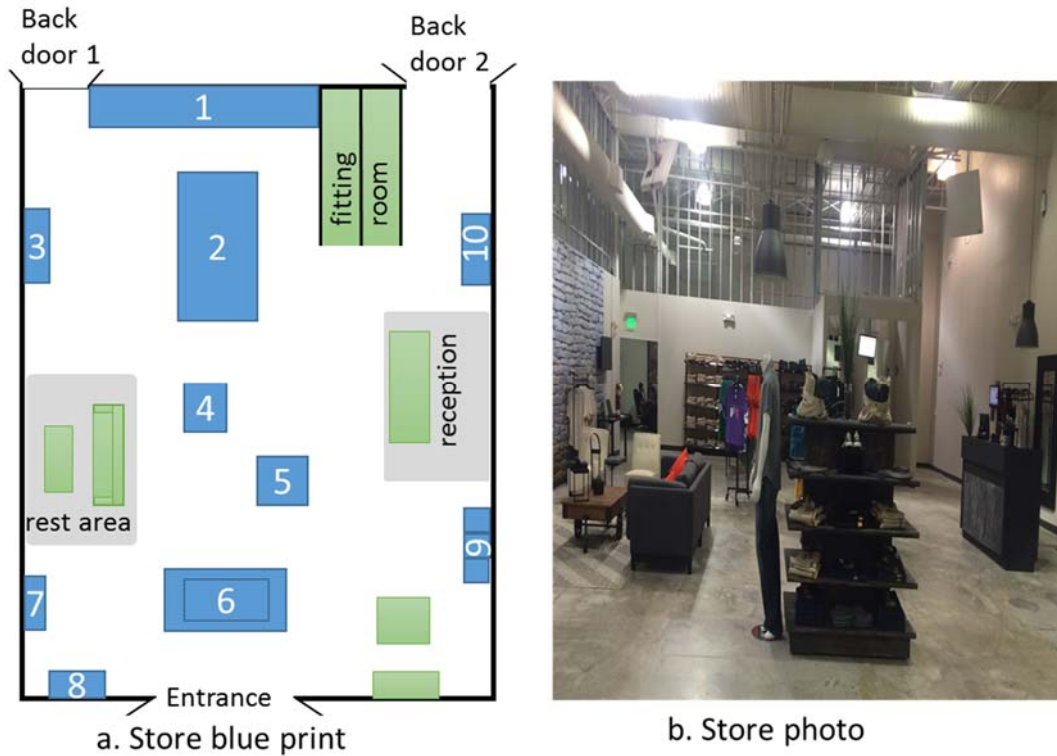 Back
door 1
Back
door 2
1
fitting
room
3
2
10
reception
4
5
rest area
9
7
6
8
Entrance
a. Store blue print
b. Store photo